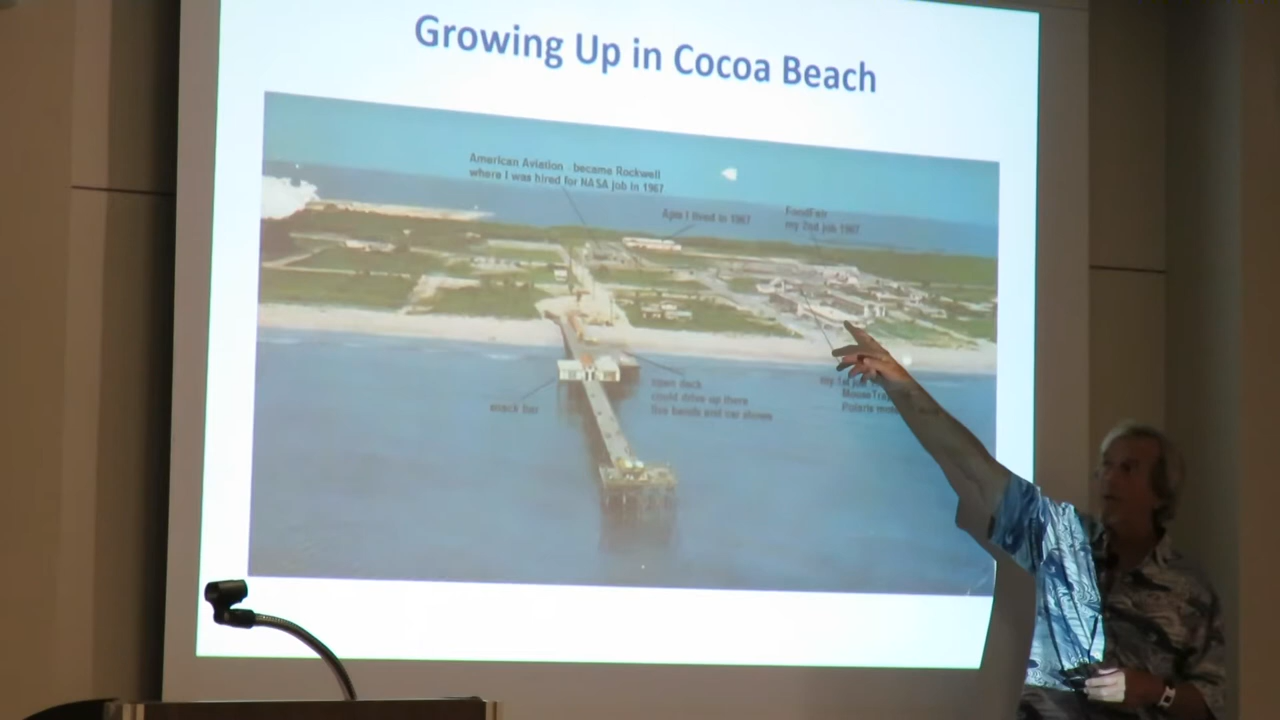 Growing Up in Cocoa Beach
American Aviation - became Rockwell
where I was hired for NASA job in 1967
Apts I lived in 1967
FoodFair
my 2nd job 1967
snack bar
open deck
could drive up there
live bands and car shows
my 1st
Mouse
Polaris